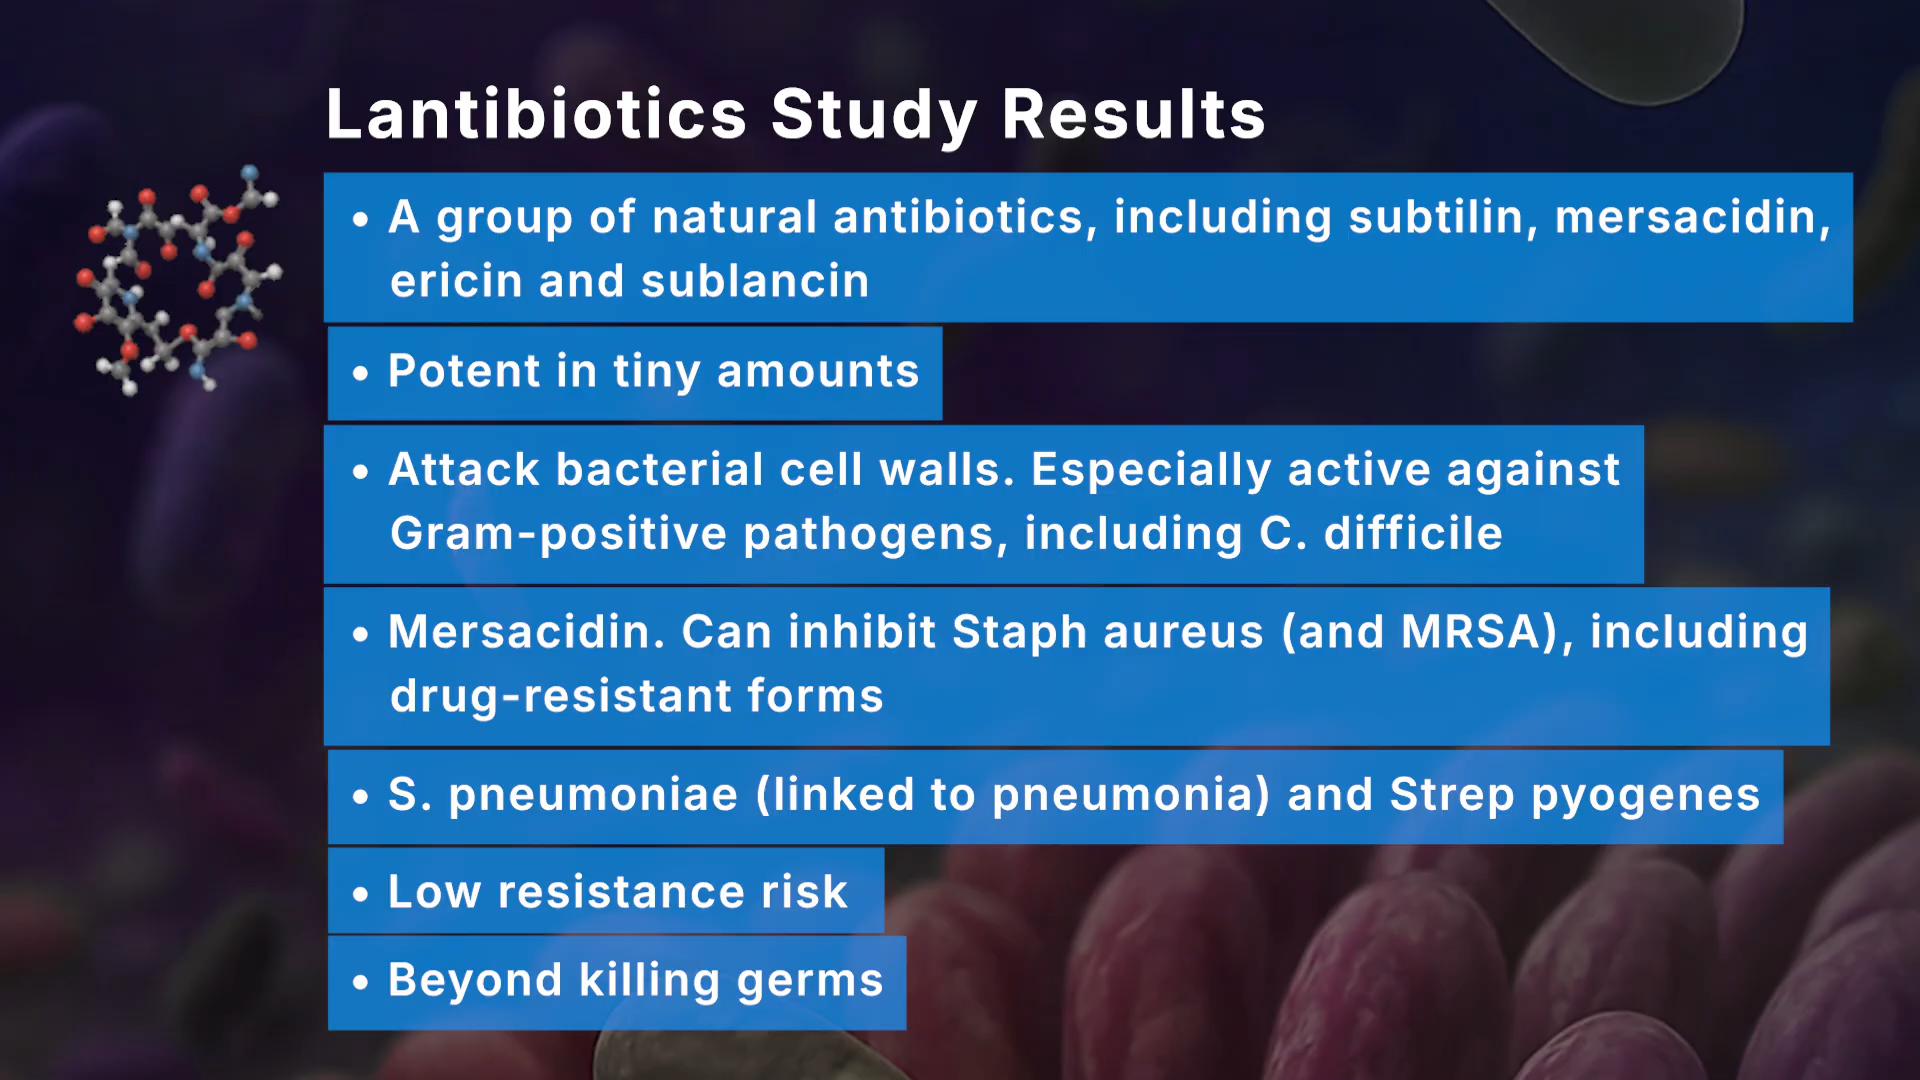 Lantibiotics Study Results
• A group of natural antibiotics, including subtilin, mersacidin,
ericin and sublancin
• Potent in tiny amounts
• Attack bacterial cell walls. Especially active against
Gram-positive pathogens, including C. difficile
• Mersacidin. Can inhibit Staph aureus (and MRSA), including
drug-resistant forms
• S. pneumoniae (linked to pneumonia) and Strep pyogenes
• Low resistance risk
• Beyond killing germs